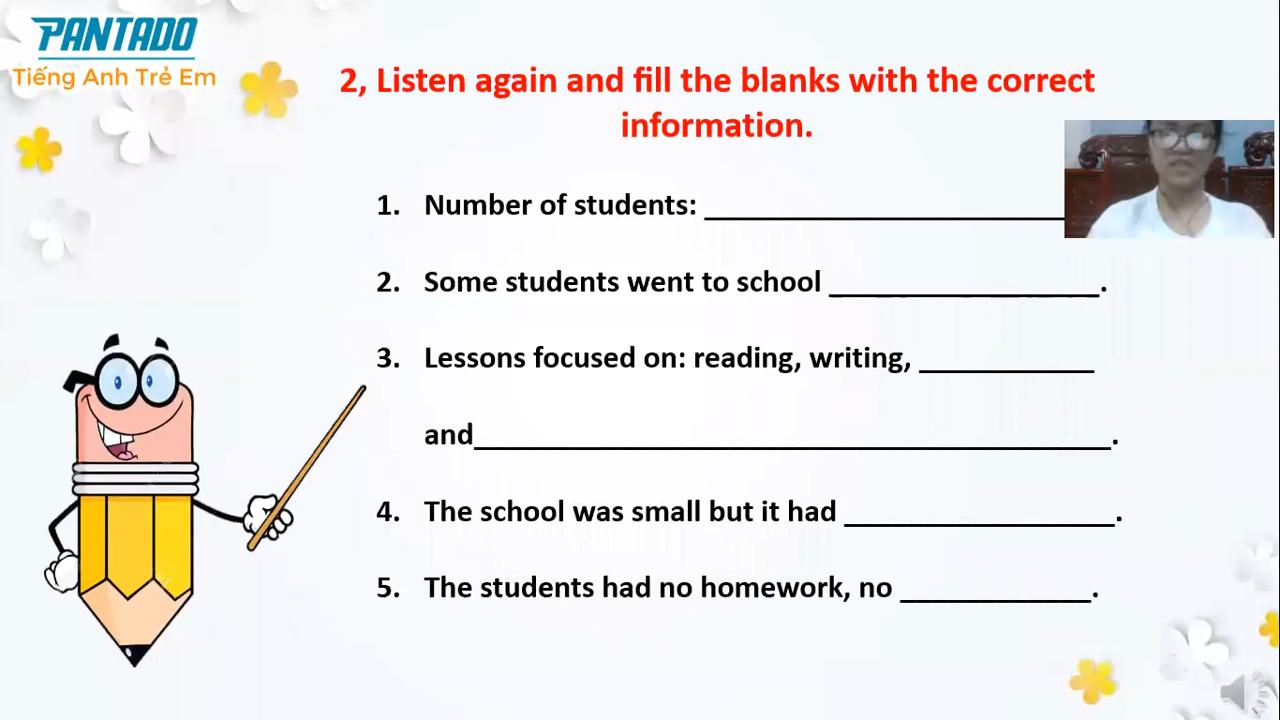 PANTADO
Tiếng Anh Trẻ Em
2, Listen again and fill the blanks with the correct
information.
1. Number of students: ______________________
2. Some students went to school _________________.
3. Lessons focused on: reading, writing, ___________
and________________________________________.
4. The school was small but it had _________________.
5. The students had no homework, no ____________.